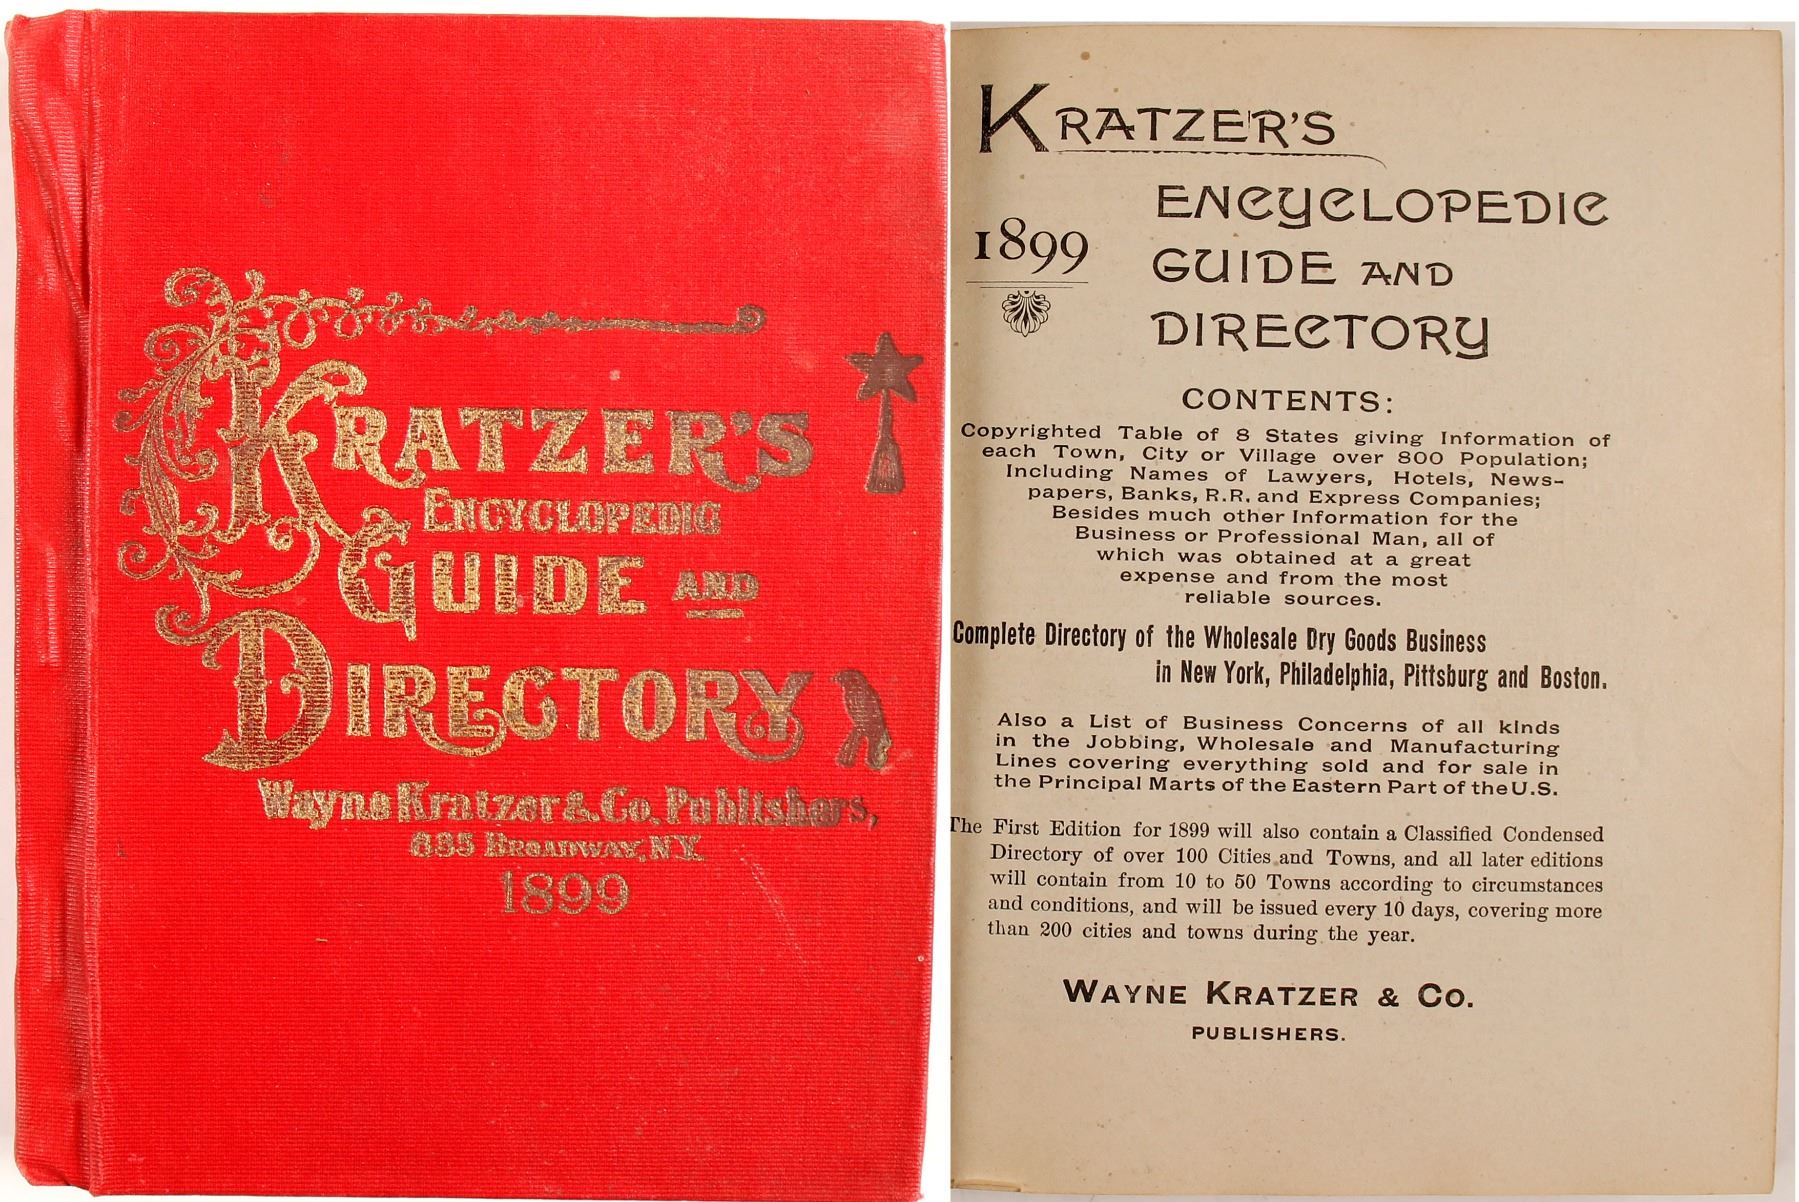 KRATZER'S
ENCYCLOPEDIC
GUIDE AND
DIRECTORY
Wayne Kratzer & Co. Publishers,
835 BROADWAY, N.Y.
1899
KRATZER'S
ENCYCLOPEDIC
1899
GUIDE AND
DIRECTORY
CONTENTS:
Copyrighted Table of 8 States giving Information of
each Town, City or Village over 800 Population;
Including Names of Lawyers, Hotels, News-
papers, Banks, R.R. and Express Companies;
Besides much other Information for the
Business or Professional Man, all of
which was obtained at a great
expense and from the most
reliable sources.
Complete Directory of the Wholesale Dry Goods Business
in New York, Philadelphia, Pittsburg and Boston.
Also a List of Business Concerns of all kinds
in the Jobbing, Wholesale and Manufacturing
Lines covering everything sold and for sale in
the Principal Marts of the Eastern Part of the U.S.
The First Edition for 1899 will also contain a Classified Condensed
Directory of over 100 Cities and Towns, and all later editions
will contain from 10 to 50 Towns according to circumstances
and conditions, and will be issued every 10 days, covering more
than 200 cities and towns during the year.
WAYNE KRATZER & CO.
PUBLISHERS.